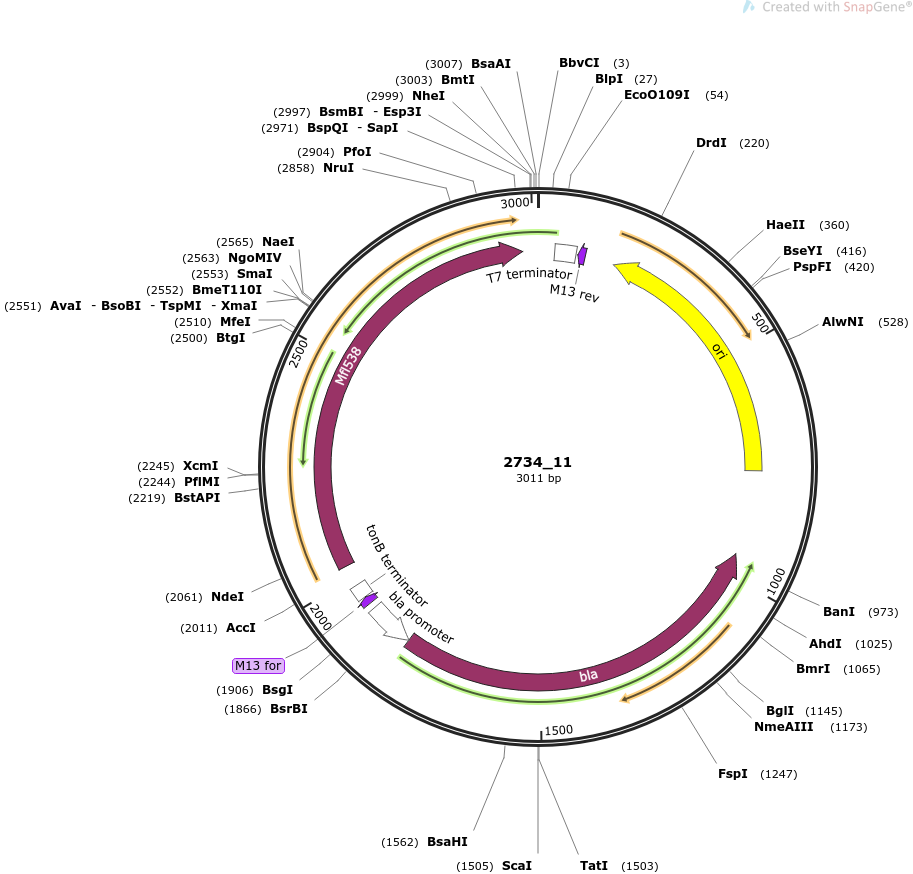 Created with SnapGene®
(3007) BsaAI
(3003) BmtI
(2999) NheI
(2997) BsmBI - Esp3I
(2971) BspQI - SapI
(2904) PfoI
(2858) NruI
BbvCI (3)
BlpI (27)
EcoO109I (54)
DrdI (220)
HaeII (360)
BseYI (416)
PspFI (420)
AlwNI (528)
(2565) NaeI
(2563) NgoMIV
(2553) SmaI
(2552) BmeT110I
(2551) AvaI - BsoBI - TspMI - XmaI
(2510) MfeI
(2500) BtgI
(2245) XcmI
(2244) PflMI
(2219) BstAPI
(2061) NdeI
(2011) AccI
M13 for
(1906) BsgI
(1866) BsrBI
(1562) BsaHI
(1505) ScaI
TatI (1503)
FspI (1247)
NmeAIII (1173)
BglI (1145)
BmrI (1065)
AhdI (1025)
BanI (973)
3000
500
1000
1500
2000
2500
T7 terminator
M13 rev
ori
Mfl538
tonB terminator
bla promoter
bla
2734_11
3011 bp